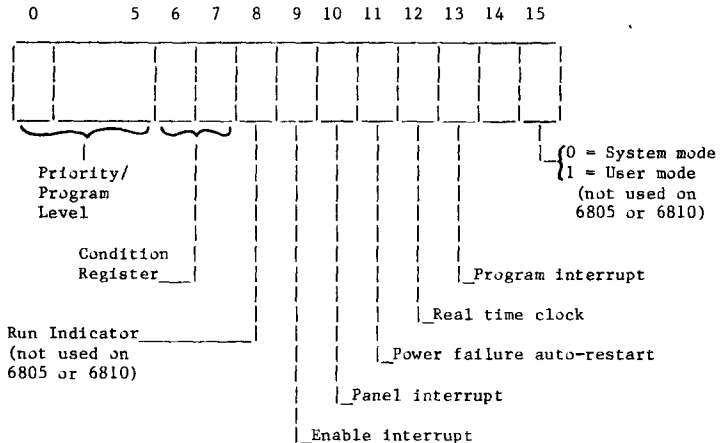 0 5 6 7 8 9 10 11 12 13 14 15
0 = System mode
1 = User mode
(not used on
6805 or 6810)
Priority/
Program
Level
Condition
Register
Program interrupt
Real time clock
Run Indicator
(not used on
6805 or 6810)
Power failure auto-restart
Panel interrupt
Enable interrupt